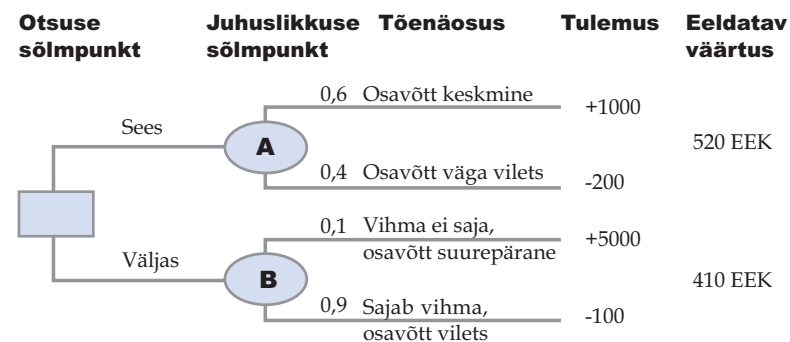 Otsuse sõlmpunkt
Juhuslikkuse sõlmpunkt
Tõenäosus
Tulemus
Eeldatav väärtus
0,6 Osavõtt keskmine
+1000
Sees
A
520 EEK
0,4 Osavõtt väga vilets
-200
0,1 Vihma ei saja,
osavõtt suurepärane
+5000
Väljas
B
410 EEK
0,9 Sajab vihma,
osavõtt vilets
-100